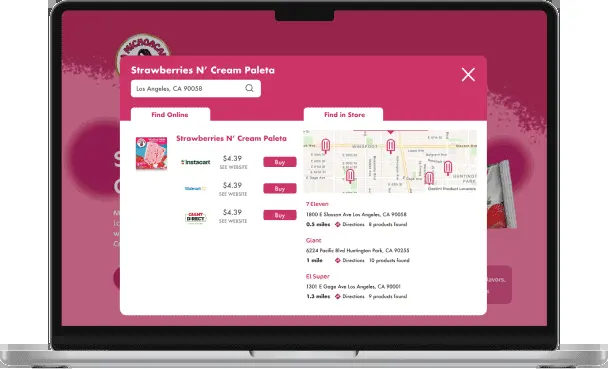 MICHOACAN
Strawberries N' Cream Paleta
Los Angeles, CA 90058
Find Online
Find in Store
Strawberries N' Cream Paleta
instacart
$4.39
SEE WEBSITE
Buy
Walmart
$4.39
SEE WEBSITE
Buy
GIANT
DIRECT
$4.39
SEE WEBSITE
Buy
HUNTINGTON
PARK
Destini Product Locators
7-Eleven
1800 E Slauson Ave Los Angeles, CA 90058
0.5 miles Directions 8 products found
Giant
6224 Pacific Blvd Huntington Park, CA 90255
1 mile Directions 10 products found
El Super
1301 E Gage Ave Los Angeles, CA 90001
1.3 miles Directions 9 products found